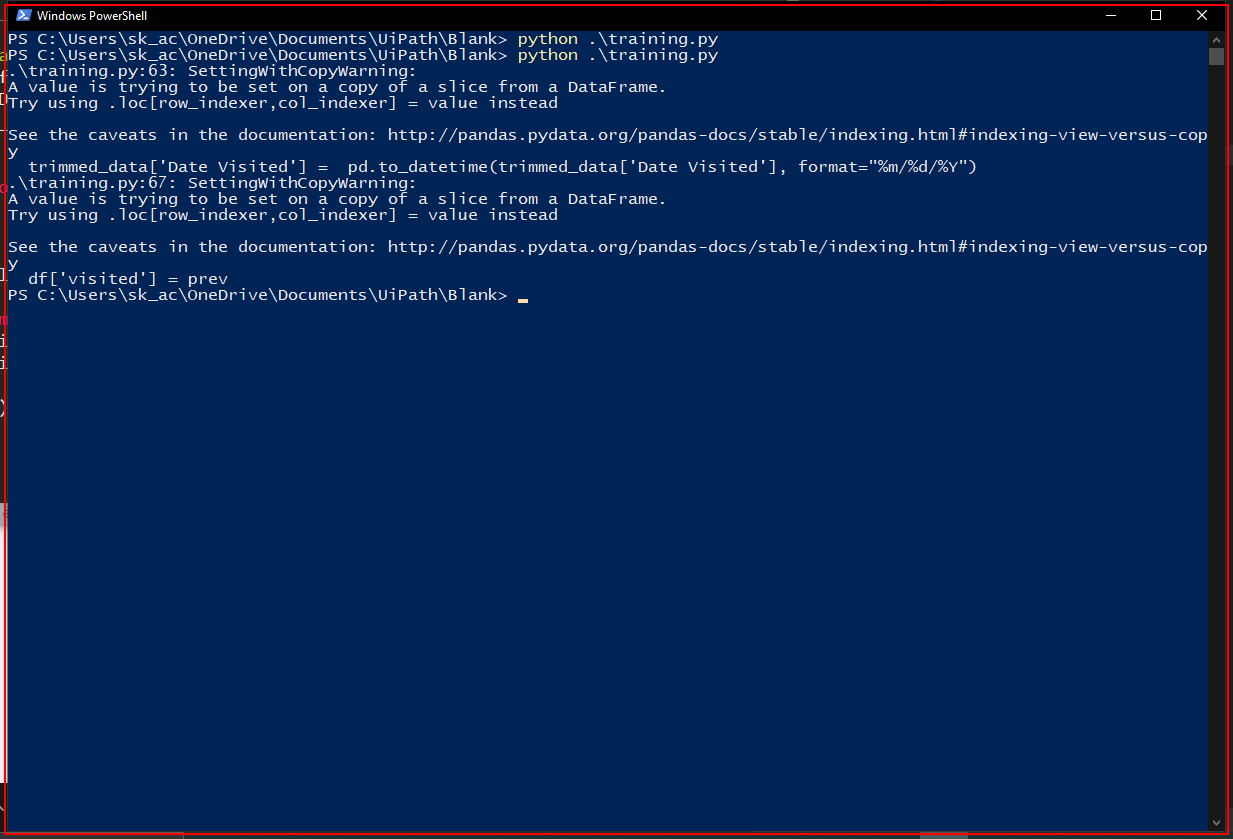 Windows PowerShell
PS C:\Users\sk_ac\OneDrive\Documents\UiPath\Blank> python .\training.py
PS C:\Users\sk_ac\OneDrive\Documents\UiPath\Blank> python .\training.py
.\training.py:63: SettingWithCopyWarning:
A value is trying to be set on a copy of a slice from a DataFrame.
Try using .loc[row_indexer,col_indexer] = value instead

See the caveats in the documentation: http://pandas.pydata.org/pandas-docs/stable/indexing.html#indexing-view-versus-cop
y
  trimmed_data['Date Visited'] =  pd.to_datetime(trimmed_data['Date Visited'], format="%m/%d/%Y")
.\training.py:67: SettingWithCopyWarning:
A value is trying to be set on a copy of a slice from a DataFrame.
Try using .loc[row_indexer,col_indexer] = value instead

See the caveats in the documentation: http://pandas.pydata.org/pandas-docs/stable/indexing.html#indexing-view-versus-cop
y
  df['visited'] = prev
PS C:\Users\sk_ac\OneDrive\Documents\UiPath\Blank>